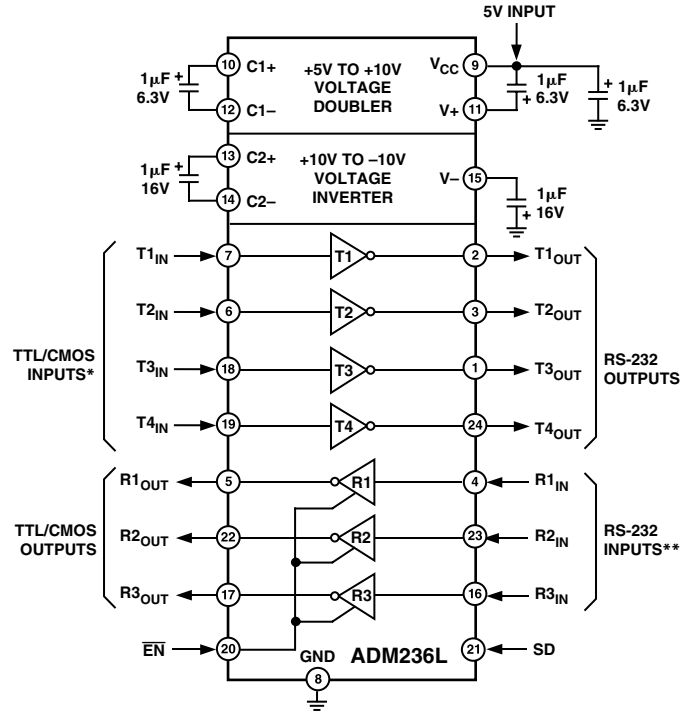 5V INPUT
10 C1+ +5V TO +10V VCC 9
1µF + 6.3V
VOLTAGE
12 C1– DOUBLER V+ 11
1µF + 6.3V
+ 1µF 6.3V
13 C2+ +10V TO –10V
1µF + 16V
VOLTAGE V– 15
14 C2– INVERTER
1µF + 16V
T1IN 7 T1 2 T1OUT
T2IN 6 T2 3 T2OUT
TTL/CMOS INPUTS*
RS-232 OUTPUTS
T3IN 18 T3 1 T3OUT
T4IN 19 T4 24 T4OUT
R1OUT 5 R1 4 R1IN
TTL/CMOS OUTPUTS
R2OUT 22 R2 23 R2IN
RS-232 INPUTS**
R3OUT 17 R3 16 R3IN
EN 20 GND ADM236L 21 SD
8